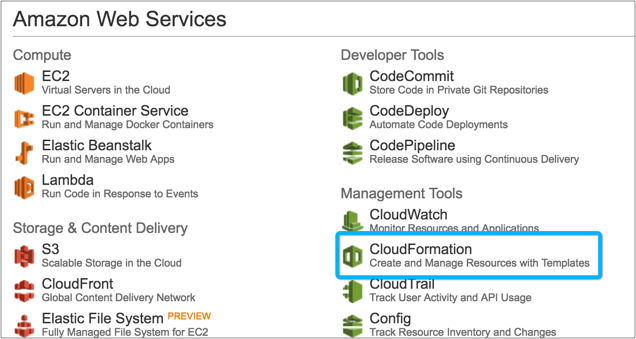 Amazon Web Services
Compute
EC2
Virtual Servers in the Cloud
EC2 Container Service
Run and Manage Docker Containers
Elastic Beanstalk
Run and Manage Web Apps
Lambda
Run Code in Response to Events
Storage & Content Delivery
S3
Scalable Storage in the Cloud
CloudFront
Global Content Delivery Network
Elastic File System PREVIEW
Fully Managed File System for EC2
Developer Tools
CodeCommit
Store Code in Private Git Repositories
CodeDeploy
Automate Code Deployments
CodePipeline
Release Software using Continuous Delivery
Management Tools
CloudWatch
Monitor Resources and Applications
CloudFormation
Create and Manage Resources with Templates
CloudTrail
Track User Activity and API Usage
Config
Track Resource Inventory and Changes